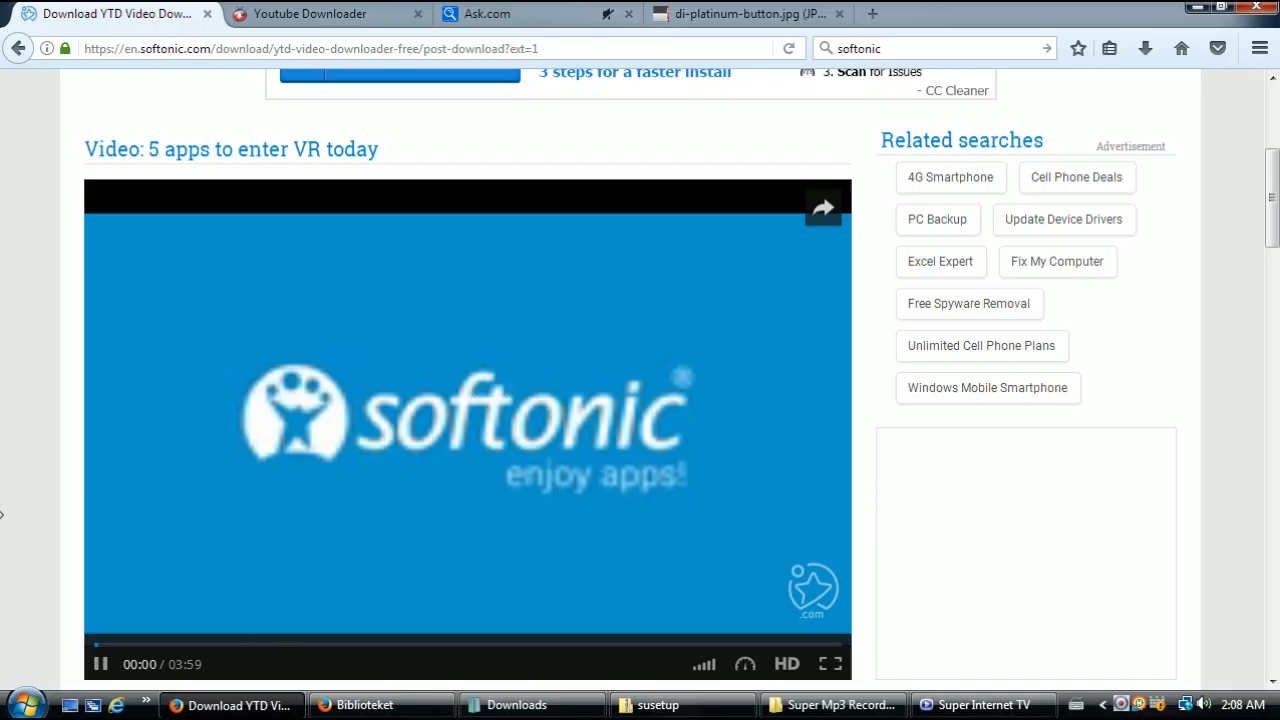 Download YTD Video Dow...
Youtube Downloader
Ask.com
di-platinum-button.jpg (JP...
https://en.softonic.com/download/ytd-video-downloader-free/post-download?ext=1
softonic
3 steps for a faster install
3. Scan for Issues
- CC Cleaner
Video: 5 apps to enter VR today
Related searches
Advertisement
4G Smartphone
Cell Phone Deals
PC Backup
Update Device Drivers
Excel Expert
Fix My Computer
Free Spyware Removal
Unlimited Cell Phone Plans
Windows Mobile Smartphone
softonic®
enjoy apps!
.com
00:00 / 03:59
HD
Download YTD Vi...
Biblioteket
Downloads
susetup
Super Mp3 Record...
Super Internet TV
2:08 AM